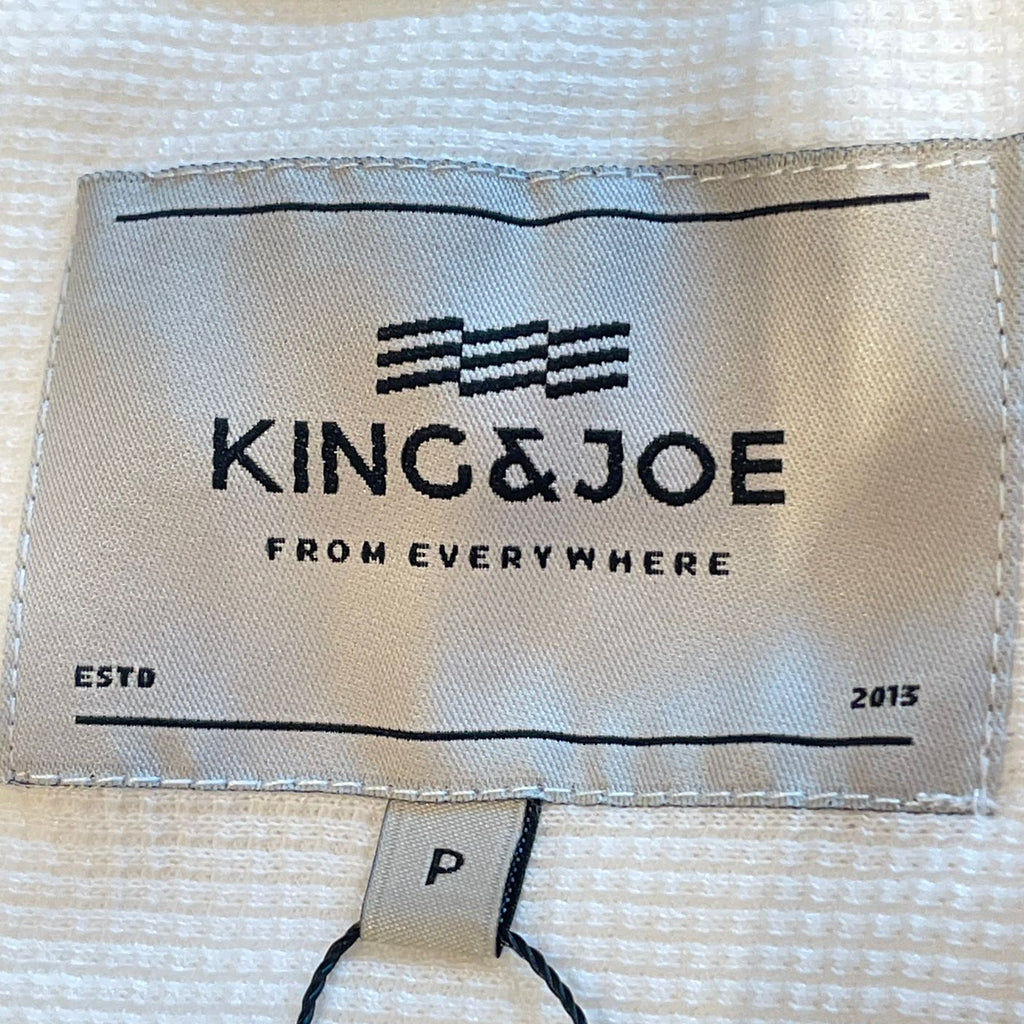 KING&JOE
FROM EVERYWHERE
ESTD 2013
P